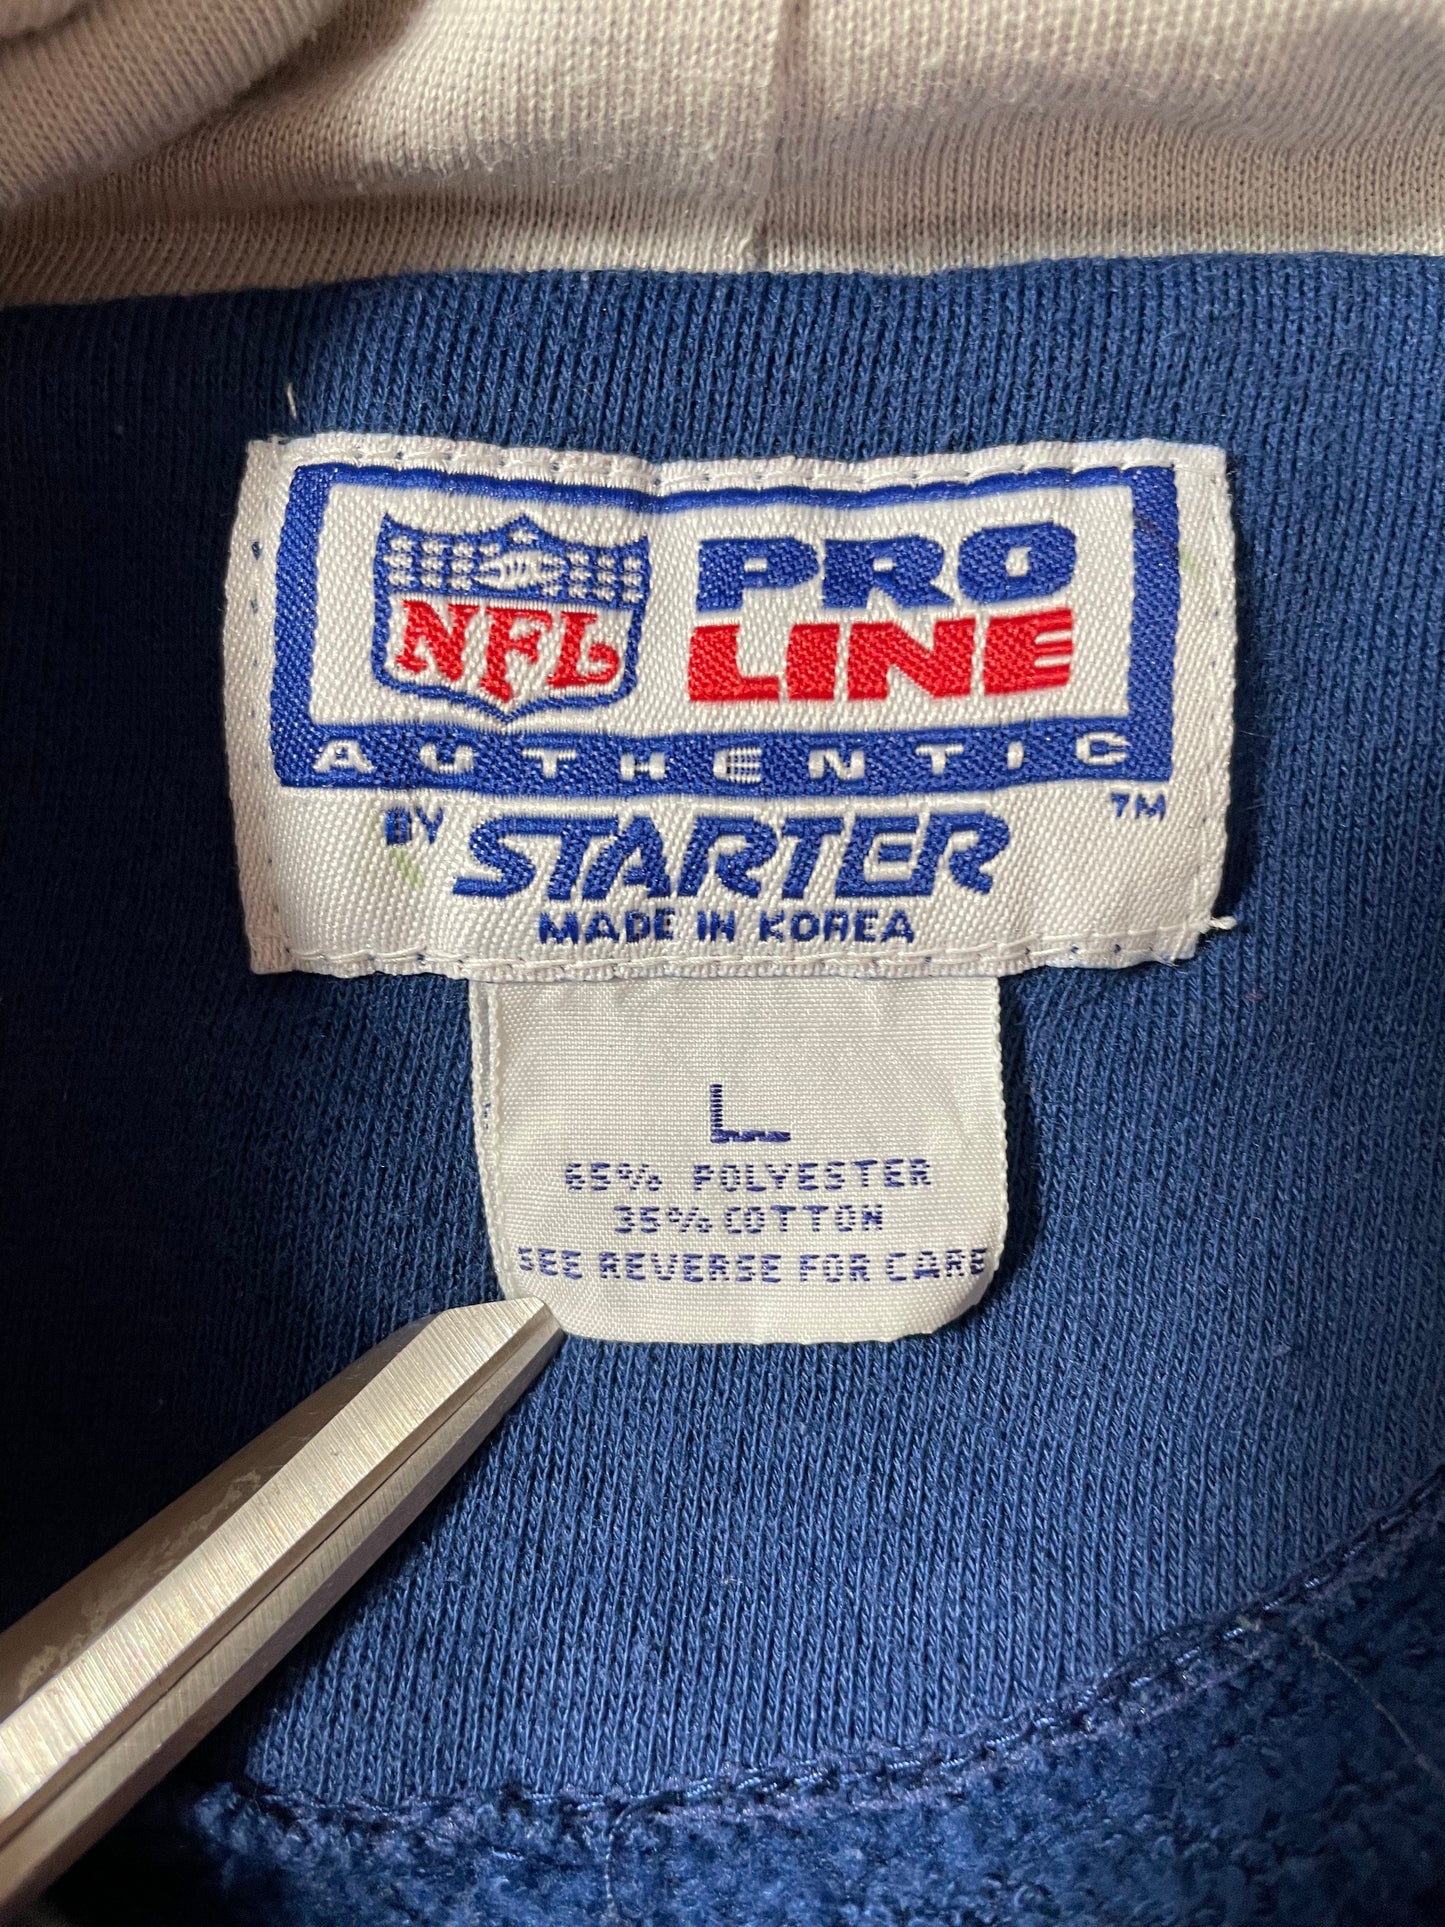 NFL
PRO
LINE
AUTHENTIC
BY STARTER TM
MADE IN KOREA
L
65% POLYESTER
35% COTTON
SEE REVERSE FOR CARE